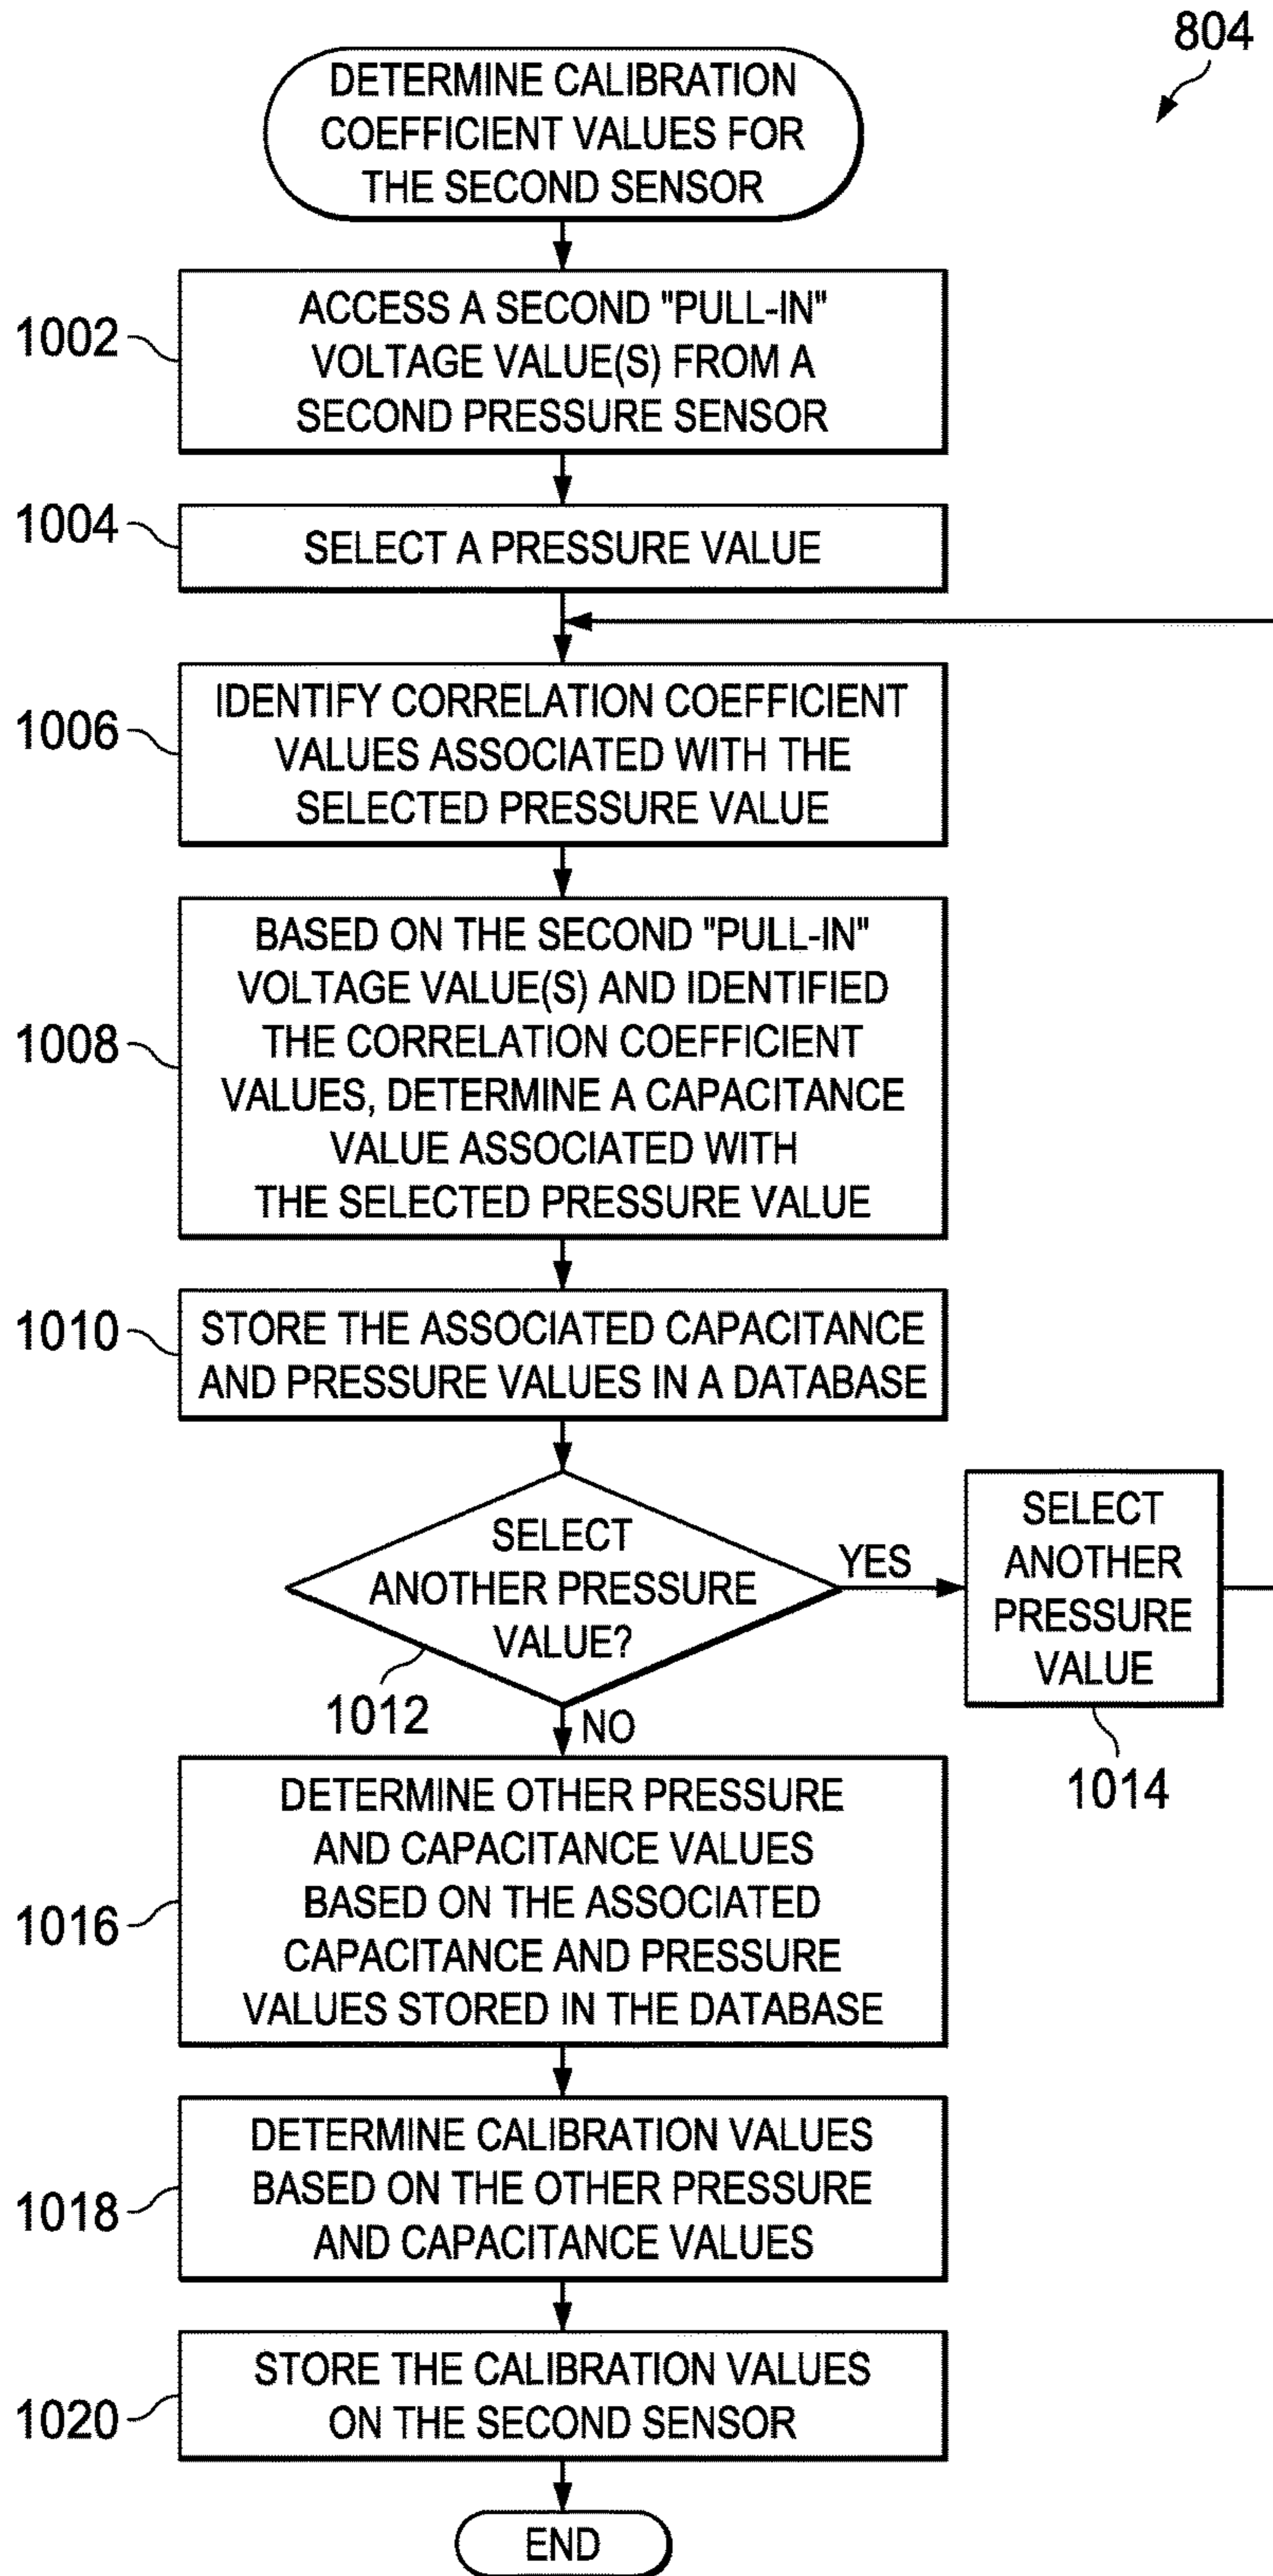 804
DETERMINE CALIBRATION
COEFFICIENT VALUES FOR
THE SECOND SENSOR
1002
ACCESS A SECOND "PULL-IN"
VOLTAGE VALUE(S) FROM A
SECOND PRESSURE SENSOR
1004
SELECT A PRESSURE VALUE
1006
IDENTIFY CORRELATION COEFFICIENT
VALUES ASSOCIATED WITH THE
SELECTED PRESSURE VALUE
1008
BASED ON THE SECOND "PULL-IN"
VOLTAGE VALUE(S) AND IDENTIFIED
THE CORRELATION COEFFICIENT
VALUES, DETERMINE A CAPACITANCE
VALUE ASSOCIATED WITH
THE SELECTED PRESSURE VALUE
1010
STORE THE ASSOCIATED CAPACITANCE
AND PRESSURE VALUES IN A DATABASE
SELECT
ANOTHER PRESSURE
VALUE?
1012
YES
SELECT
ANOTHER
PRESSURE
VALUE
1014
NO
1016
DETERMINE OTHER PRESSURE
AND CAPACITANCE VALUES
BASED ON THE ASSOCIATED
CAPACITANCE AND PRESSURE
VALUES STORED IN THE DATABASE
1018
DETERMINE CALIBRATION VALUES
BASED ON THE OTHER PRESSURE
AND CAPACITANCE VALUES
1020
STORE THE CALIBRATION VALUES
ON THE SECOND SENSOR
END